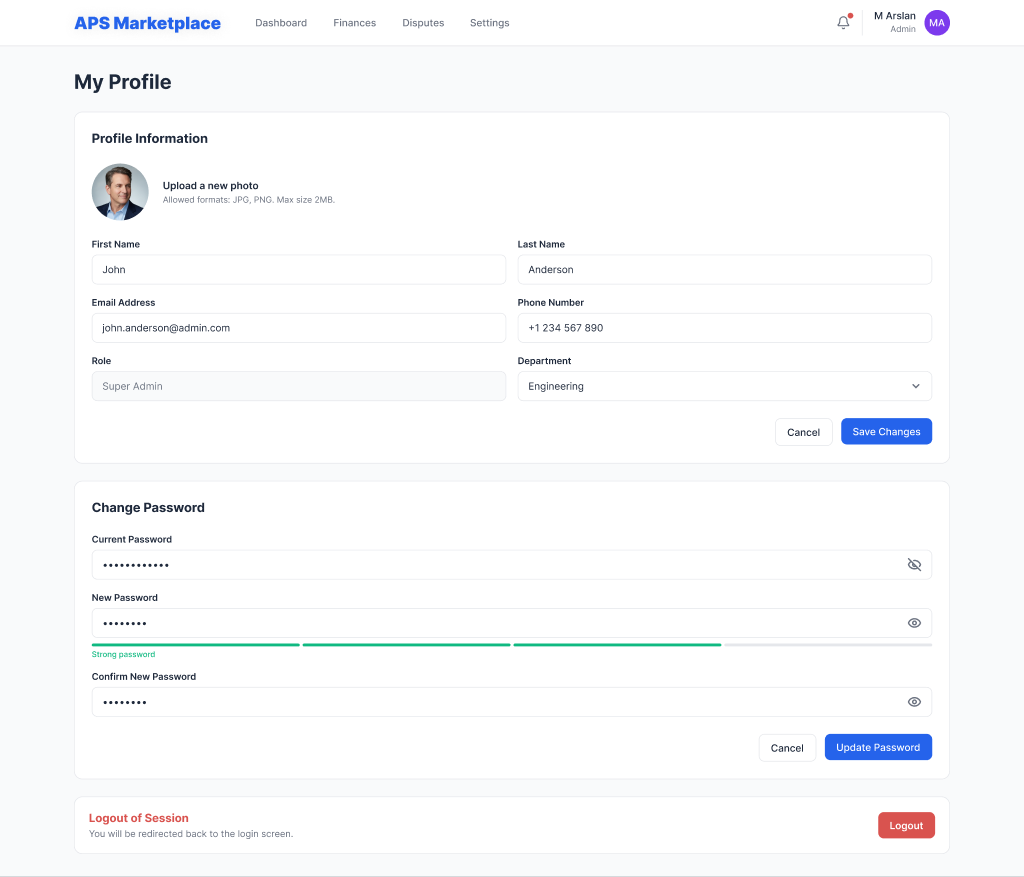 APS Marketplace
Dashboard
Finances
Disputes
Settings
M Arslan
Admin
MA
My Profile
Profile Information
Upload a new photo
Allowed formats: JPG, PNG. Max size 2MB.
First Name
Last Name
John
Anderson
Email Address
Phone Number
john.anderson@admin.com
+1 234 567 890
Role
Department
Super Admin
Engineering
Cancel
Save Changes
Change Password
Current Password
••••••••••••
New Password
••••••••
Strong password
Confirm New Password
••••••••
Cancel
Update Password
Logout of Session
You will be redirected back to the login screen.
Logout